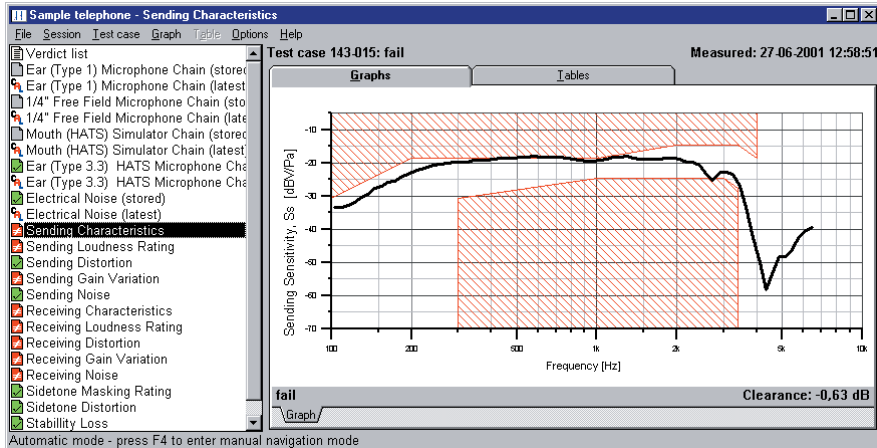 Sample telephone - Sending Characteristics
File Session Test case Graph Table Options Help
Verdict list
Ear (Type 1) Microphone Chain (stored
Ear (Type 1) Microphone Chain (latest
1/4" Free Field Microphone Chain (sto
1/4" Free Field Microphone Chain (late
Mouth (HATS) Simulator Chain (stored
Mouth (HATS) Simulator Chain (latest)
Ear (Type 3.3) HATS Microphone Cha
Ear (Type 3.3) HATS Microphone Cha
Electrical Noise (stored)
Electrical Noise (latest)
Sending Characteristics
Sending Loudness Rating
Sending Distortion
Sending Gain Variation
Sending Noise
Receiving Characteristics
Receiving Loudness Rating
Receiving Distortion
Receiving Gain Variation
Receiving Noise
Sidetone Masking Rating
Sidetone Distortion
Stabillity Loss
Test case 143-015: fail Measured: 27-06-2001 12:58:51
Graphs Tables
Sending Sensitivity, Ss [dBV/Pa]
-10
-20
-30
-40
-50
-60
-70
100 200 500 1k 2k 5k 10k
Frequency [Hz]
fail Clearance: -0,63 dB
Graph
Automatic mode - press F4 to enter manual navigation mode